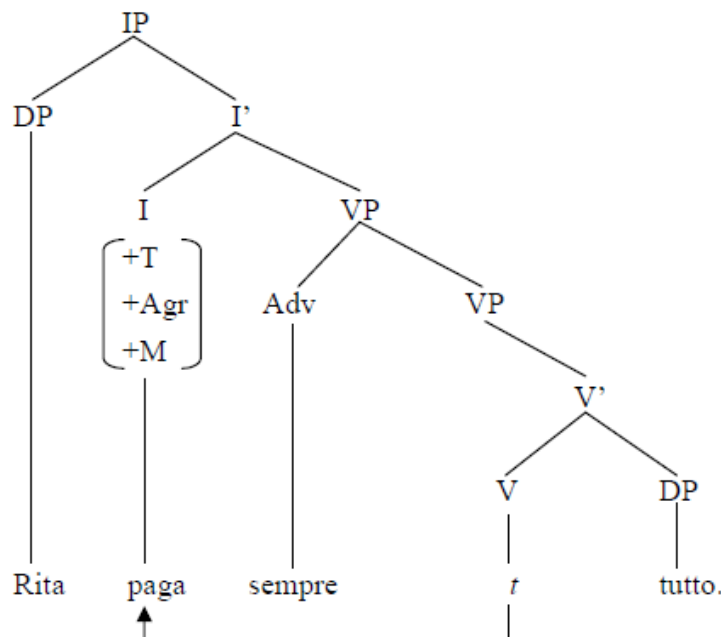 IP
DP I’
I VP
+T
+Agr Adv VP
+M
V’
V DP
Rita paga sempre t tutto.